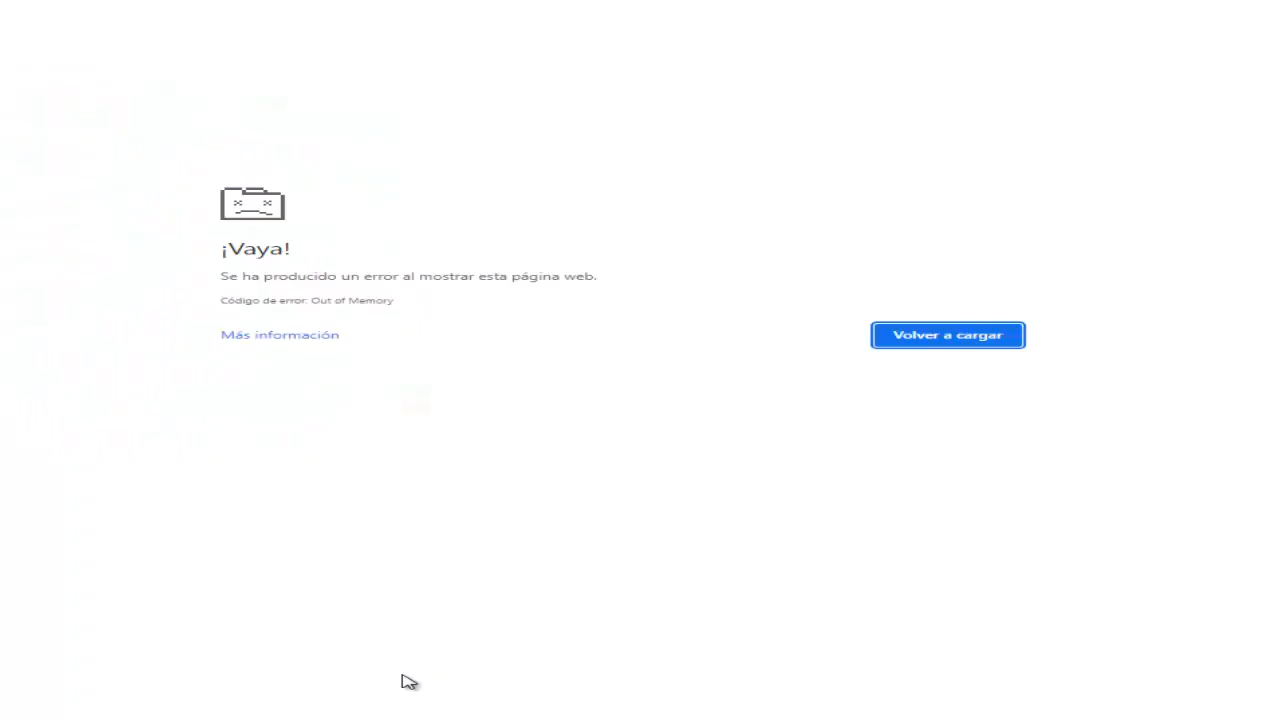 ¡Vaya!
Se ha producido un error al mostrar esta página web.
Código de error: Out of Memory
Más información
Volver a cargar